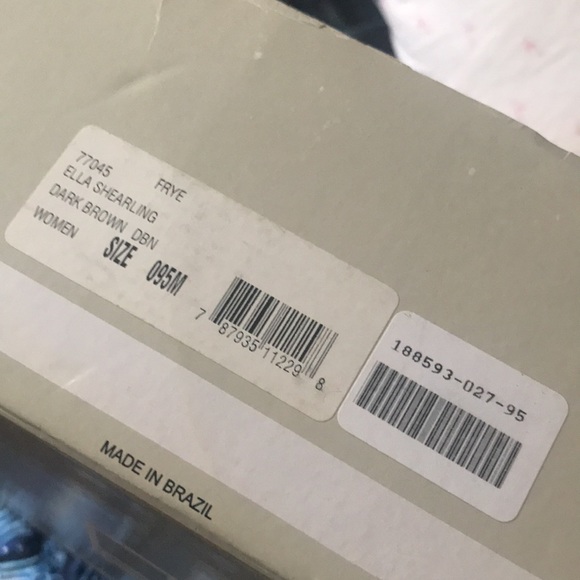 77045 FRYE
ELLA SHEARLING
DARK BROWN DBN
WOMEN SIZE 095M
7 87935 11229 8
188593-027-95
MADE IN BRAZIL